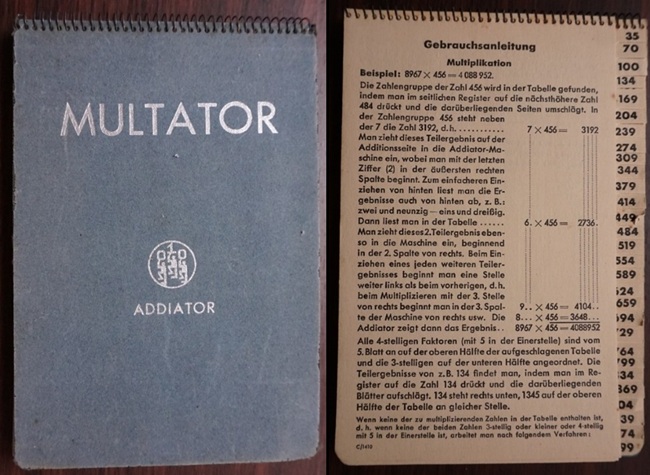 MULTATOR
ADDIATOR
Gebrauchsanleitung
Multiplikation
Beispiel: 8967 × 456 = 4 088 952.
Die Zahlengruppe der Zahl 456 wird in der Tabelle gefunden,
indem man im seitlichen Register auf die nächsthöhere Zahl
484 drückt und die darüberliegenden Seiten umschlägt. In
der Zahlengruppe 456 steht neben
der 7 die Zahl 3192, d. h. . . . . . . . . . . 7 × 456 = 3192
Man zieht dieses Teilergebnis auf der
Additionsseite in die Addiator-Ma-
schine ein, wobei man mit der letzten
Ziffer (2) in der äußersten rechten
Spalte beginnt. Zum einfacheren Ein-
ziehen von hinten liest man die Er-
gebnisse auch von hinten ab, z. B.:
zwei und neunzig — eins und dreißig.
Dann liest man in der Tabelle . . . . . . 6. × 456 = 2736.
Man zieht dieses 2. Teilergebnis eben-
so in die Maschine ein, beginnend
in der 2. Spalte von rechts. Beim Ein-
ziehen eines jeden weiteren Teiler-
gebnisses beginnt man eine Stelle
weiter links als beim vorherigen, d. h.
beim Multiplizieren mit der 3. Stelle
von rechts beginnt man in der 3. Spal- 9. . × 456 = 4104. .
te der Maschine von rechts usw. Die 8. . . × 456 = 3648. . .
Addiator zeigt dann das Ergebnis. . 8967 × 456 = 4088952
Alle 4-stelligen Faktoren (mit 5 in der Einerstelle) sind vom
5. Blatt an auf der oberen Hälfte der aufgeschlagenen Tabelle
und die 3-stelligen auf der unteren Hälfte angeordnet. Die
Teilergebnisse von z. B. 134 findet man, indem man im Re-
gister auf die Zahl 134 drückt und die darüberliegenden
Blätter aufschlägt. 134 steht rechts unten, 1345 auf der oberen
Hälfte der Tabelle an gleicher Stelle.
Wenn keine der zu multiplizierenden Zahlen in der Tabelle enthalten ist,
d. h. wenn keine der beiden Zahlen 3-stellig oder kleiner oder 4-stellig
mit 5 in der Einerstelle ist, arbeitet man nach folgendem Verfahren:
35
70
100
134
169
204
239
274
309
344
379
414
449
484
519
554
589
624
659
694
'29
'64
'99
34
369
04
39
74
99